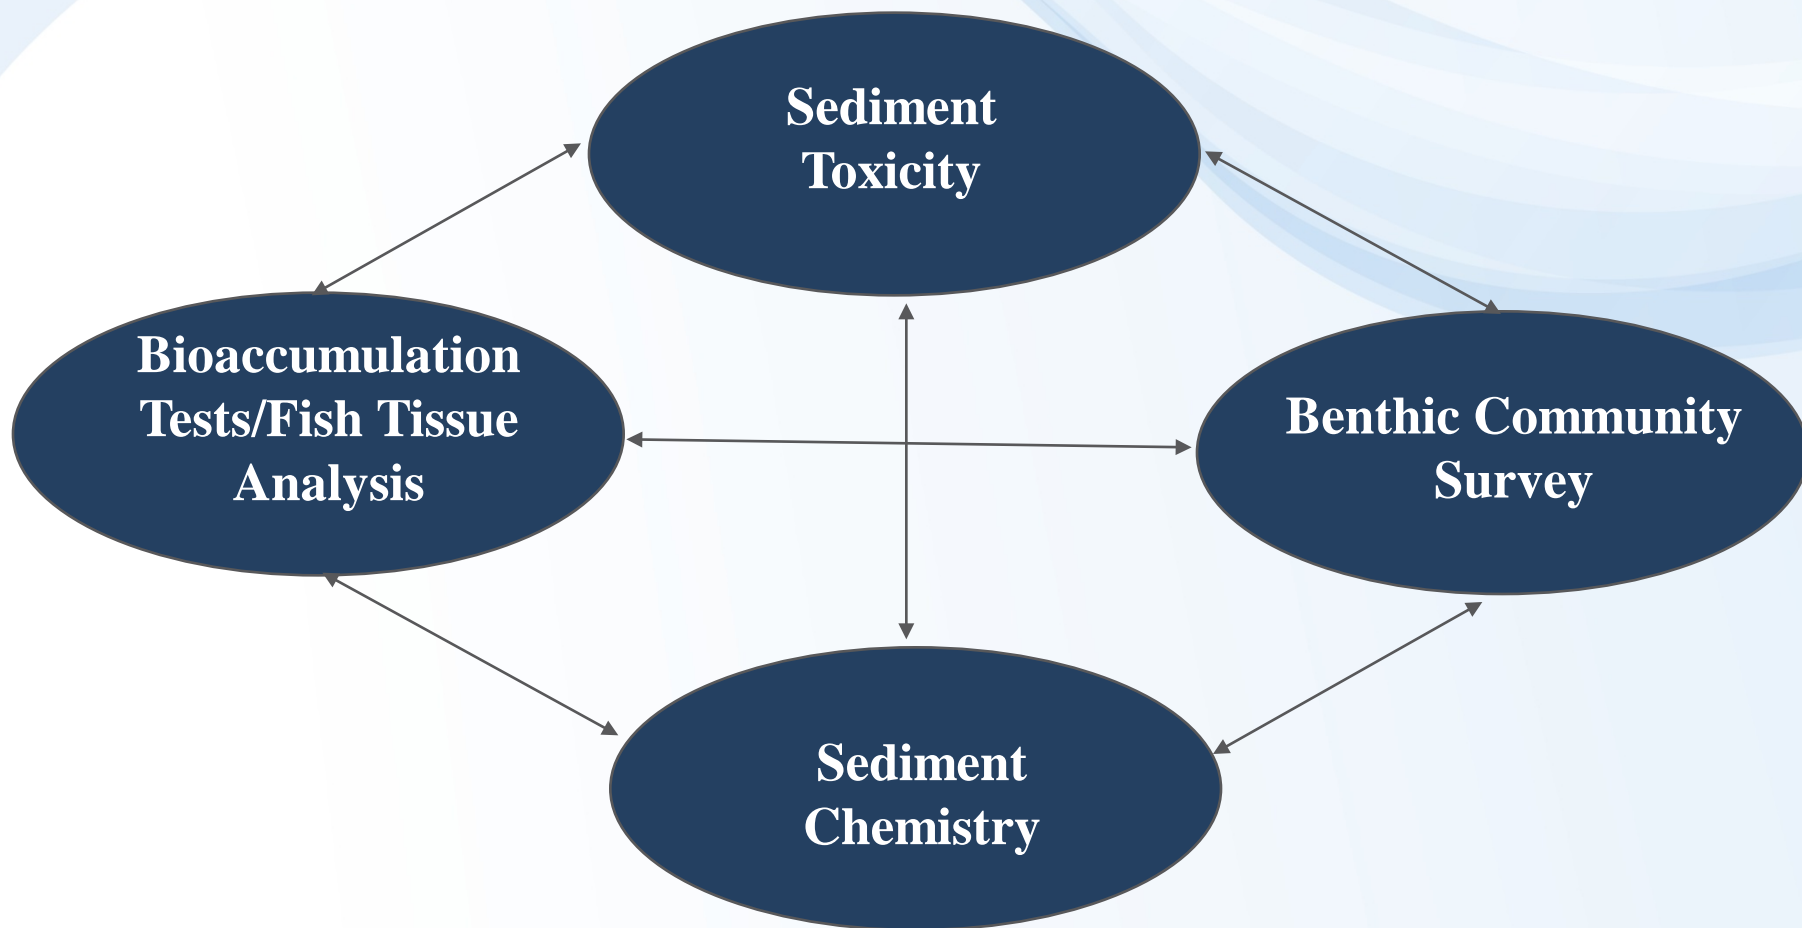 Sediment
Toxicity
Bioaccumulation
Tests/Fish Tissue
Analysis
Benthic Community
Survey
Sediment
Chemistry